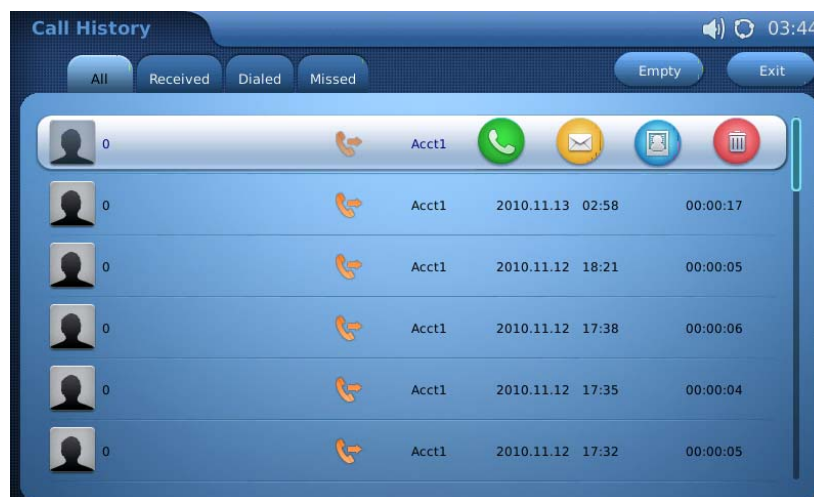 Call History 03:44
All Received Dialed Missed Empty Exit
0 Acct1
0 Acct1 2010.11.13 02:58 00:00:17
0 Acct1 2010.11.12 18:21 00:00:05
0 Acct1 2010.11.12 17:38 00:00:06
0 Acct1 2010.11.12 17:35 00:00:04
0 Acct1 2010.11.12 17:32 00:00:05